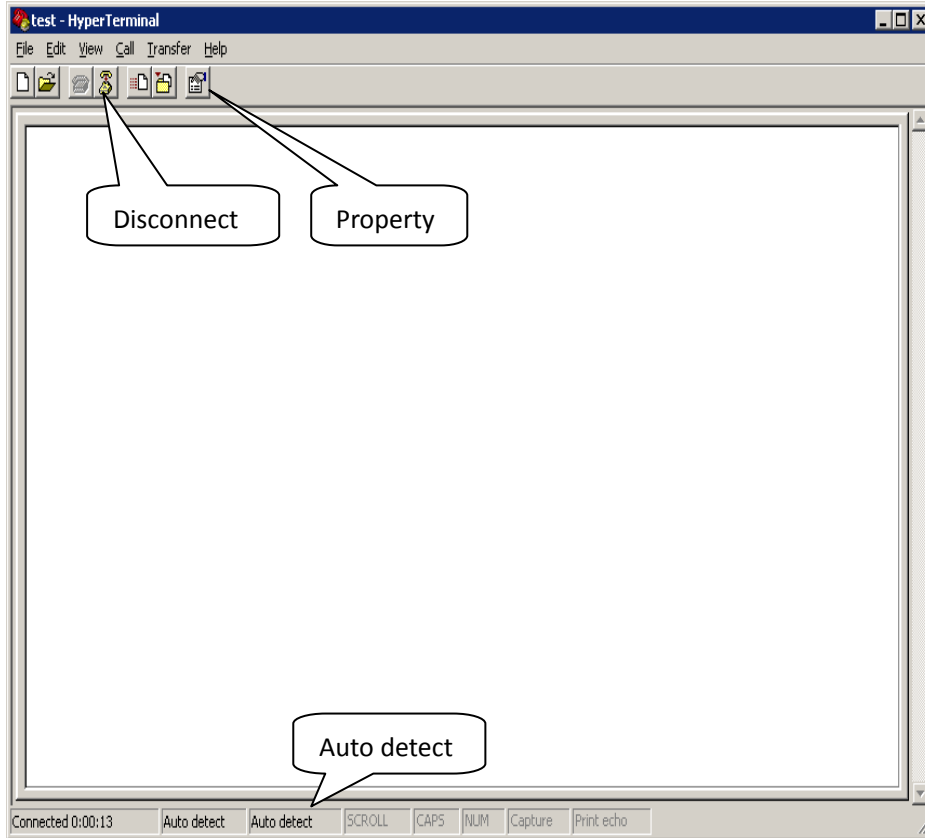 test - HyperTerminal
File Edit View Call Transfer Help
Disconnect
Property
Auto detect
Connected 0:00:13 Auto detect Auto detect SCROLL CAPS NUM Capture Print echo